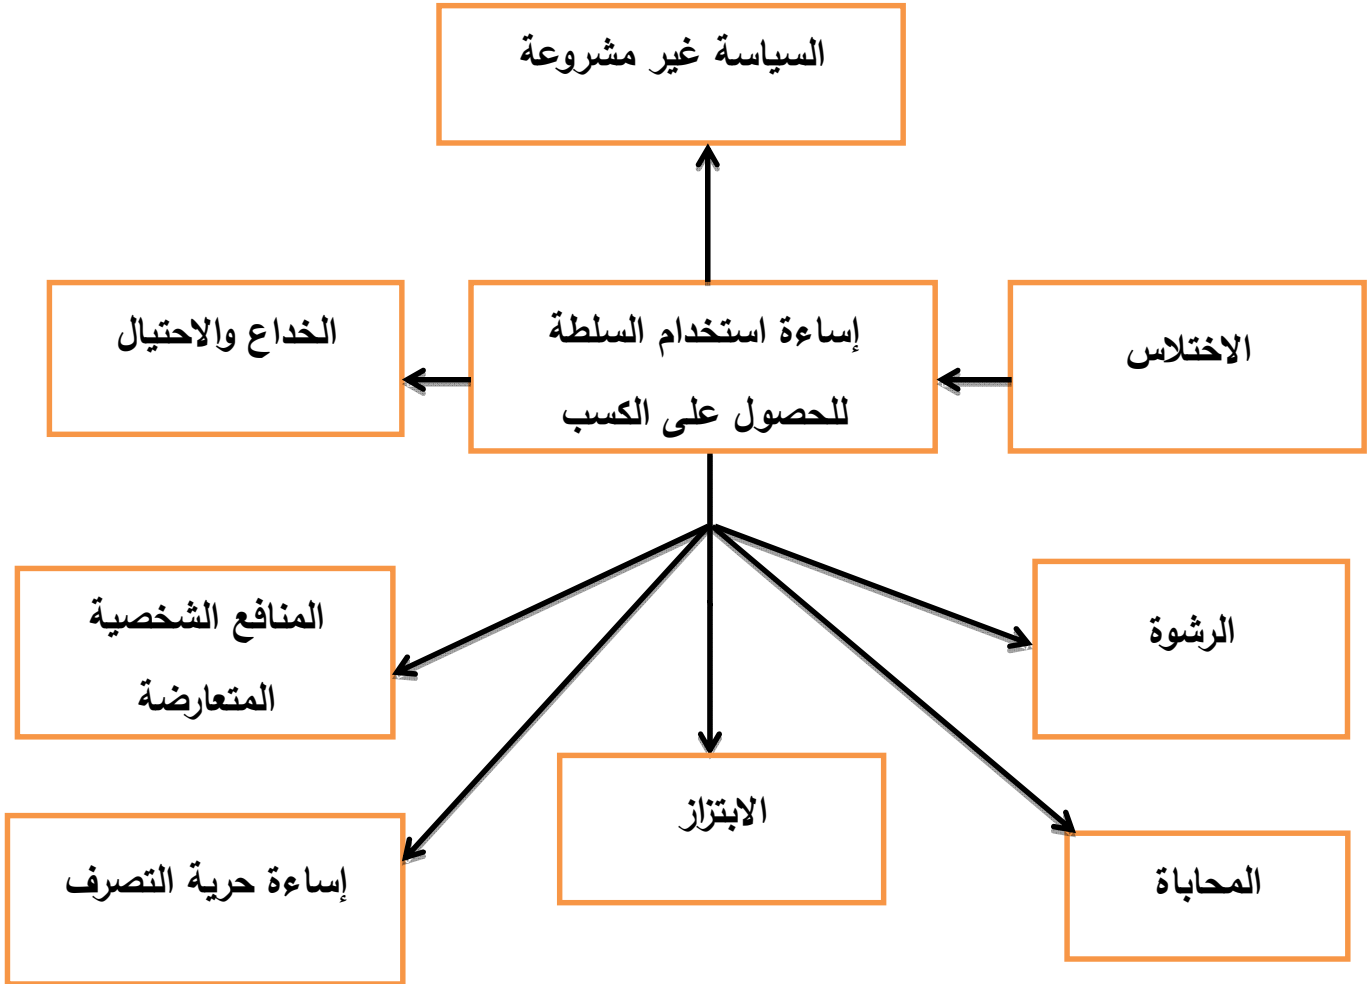 السياسة غير مشروعة
الاختلاس
إساءة استخدام السلطة
للحصول على الكسب
الخداع والاحتيال
الرشوة
المنافع الشخصية
المتعارضة
الابتزاز
المحاباة
إساءة حرية التصرف